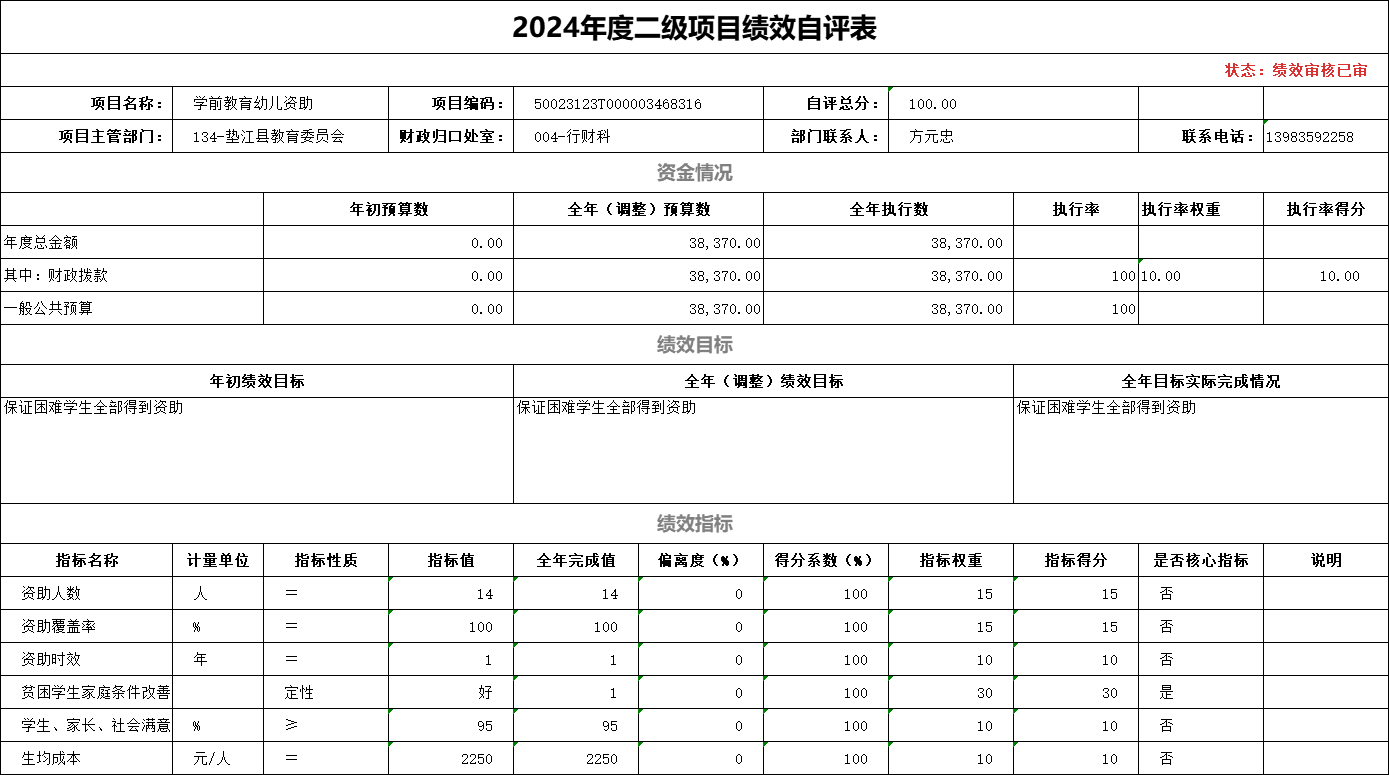 2024年度二级项目绩效自评表
状态：绩效审核已审
项目名称： 学前教育幼儿资助 项目编码： 50023123T000003468316 自评总分： 100.00
项目主管部门： 134-垫江县教育委员会 财政归口处室： 004-行财科 部门联系人： 方元忠 联系电话： 13983592258
资金情况
年初预算数 全年（调整）预算数 全年执行数 执行率 执行率权重 执行率得分
年度总金额 0.00 38,370.00 38,370.00
其中：财政拨款 0.00 38,370.00 38,370.00 100 10.00 10.00
一般公共预算 0.00 38,370.00 38,370.00 100
绩效目标
年初绩效目标 全年（调整）绩效目标 全年目标实际完成情况
保证困难学生全部得到资助 保证困难学生全部得到资助 保证困难学生全部得到资助
绩效指标
指标名称 计量单位 指标性质 指标值 全年完成值 偏离度（%） 得分系数（%） 指标权重 指标得分 是否核心指标 说明
资助人数 人 ＝ 14 14 0 100 15 15 否
资助覆盖率 % ＝ 100 100 0 100 15 15 否
资助时效 年 ＝ 1 1 0 100 10 10 否
贫困学生家庭条件改善 定性 好 1 0 100 30 30 是
学生、家长、社会满意 % ≥ 95 95 0 100 10 10 否
生均成本 元/人 ＝ 2250 2250 0 100 10 10 否